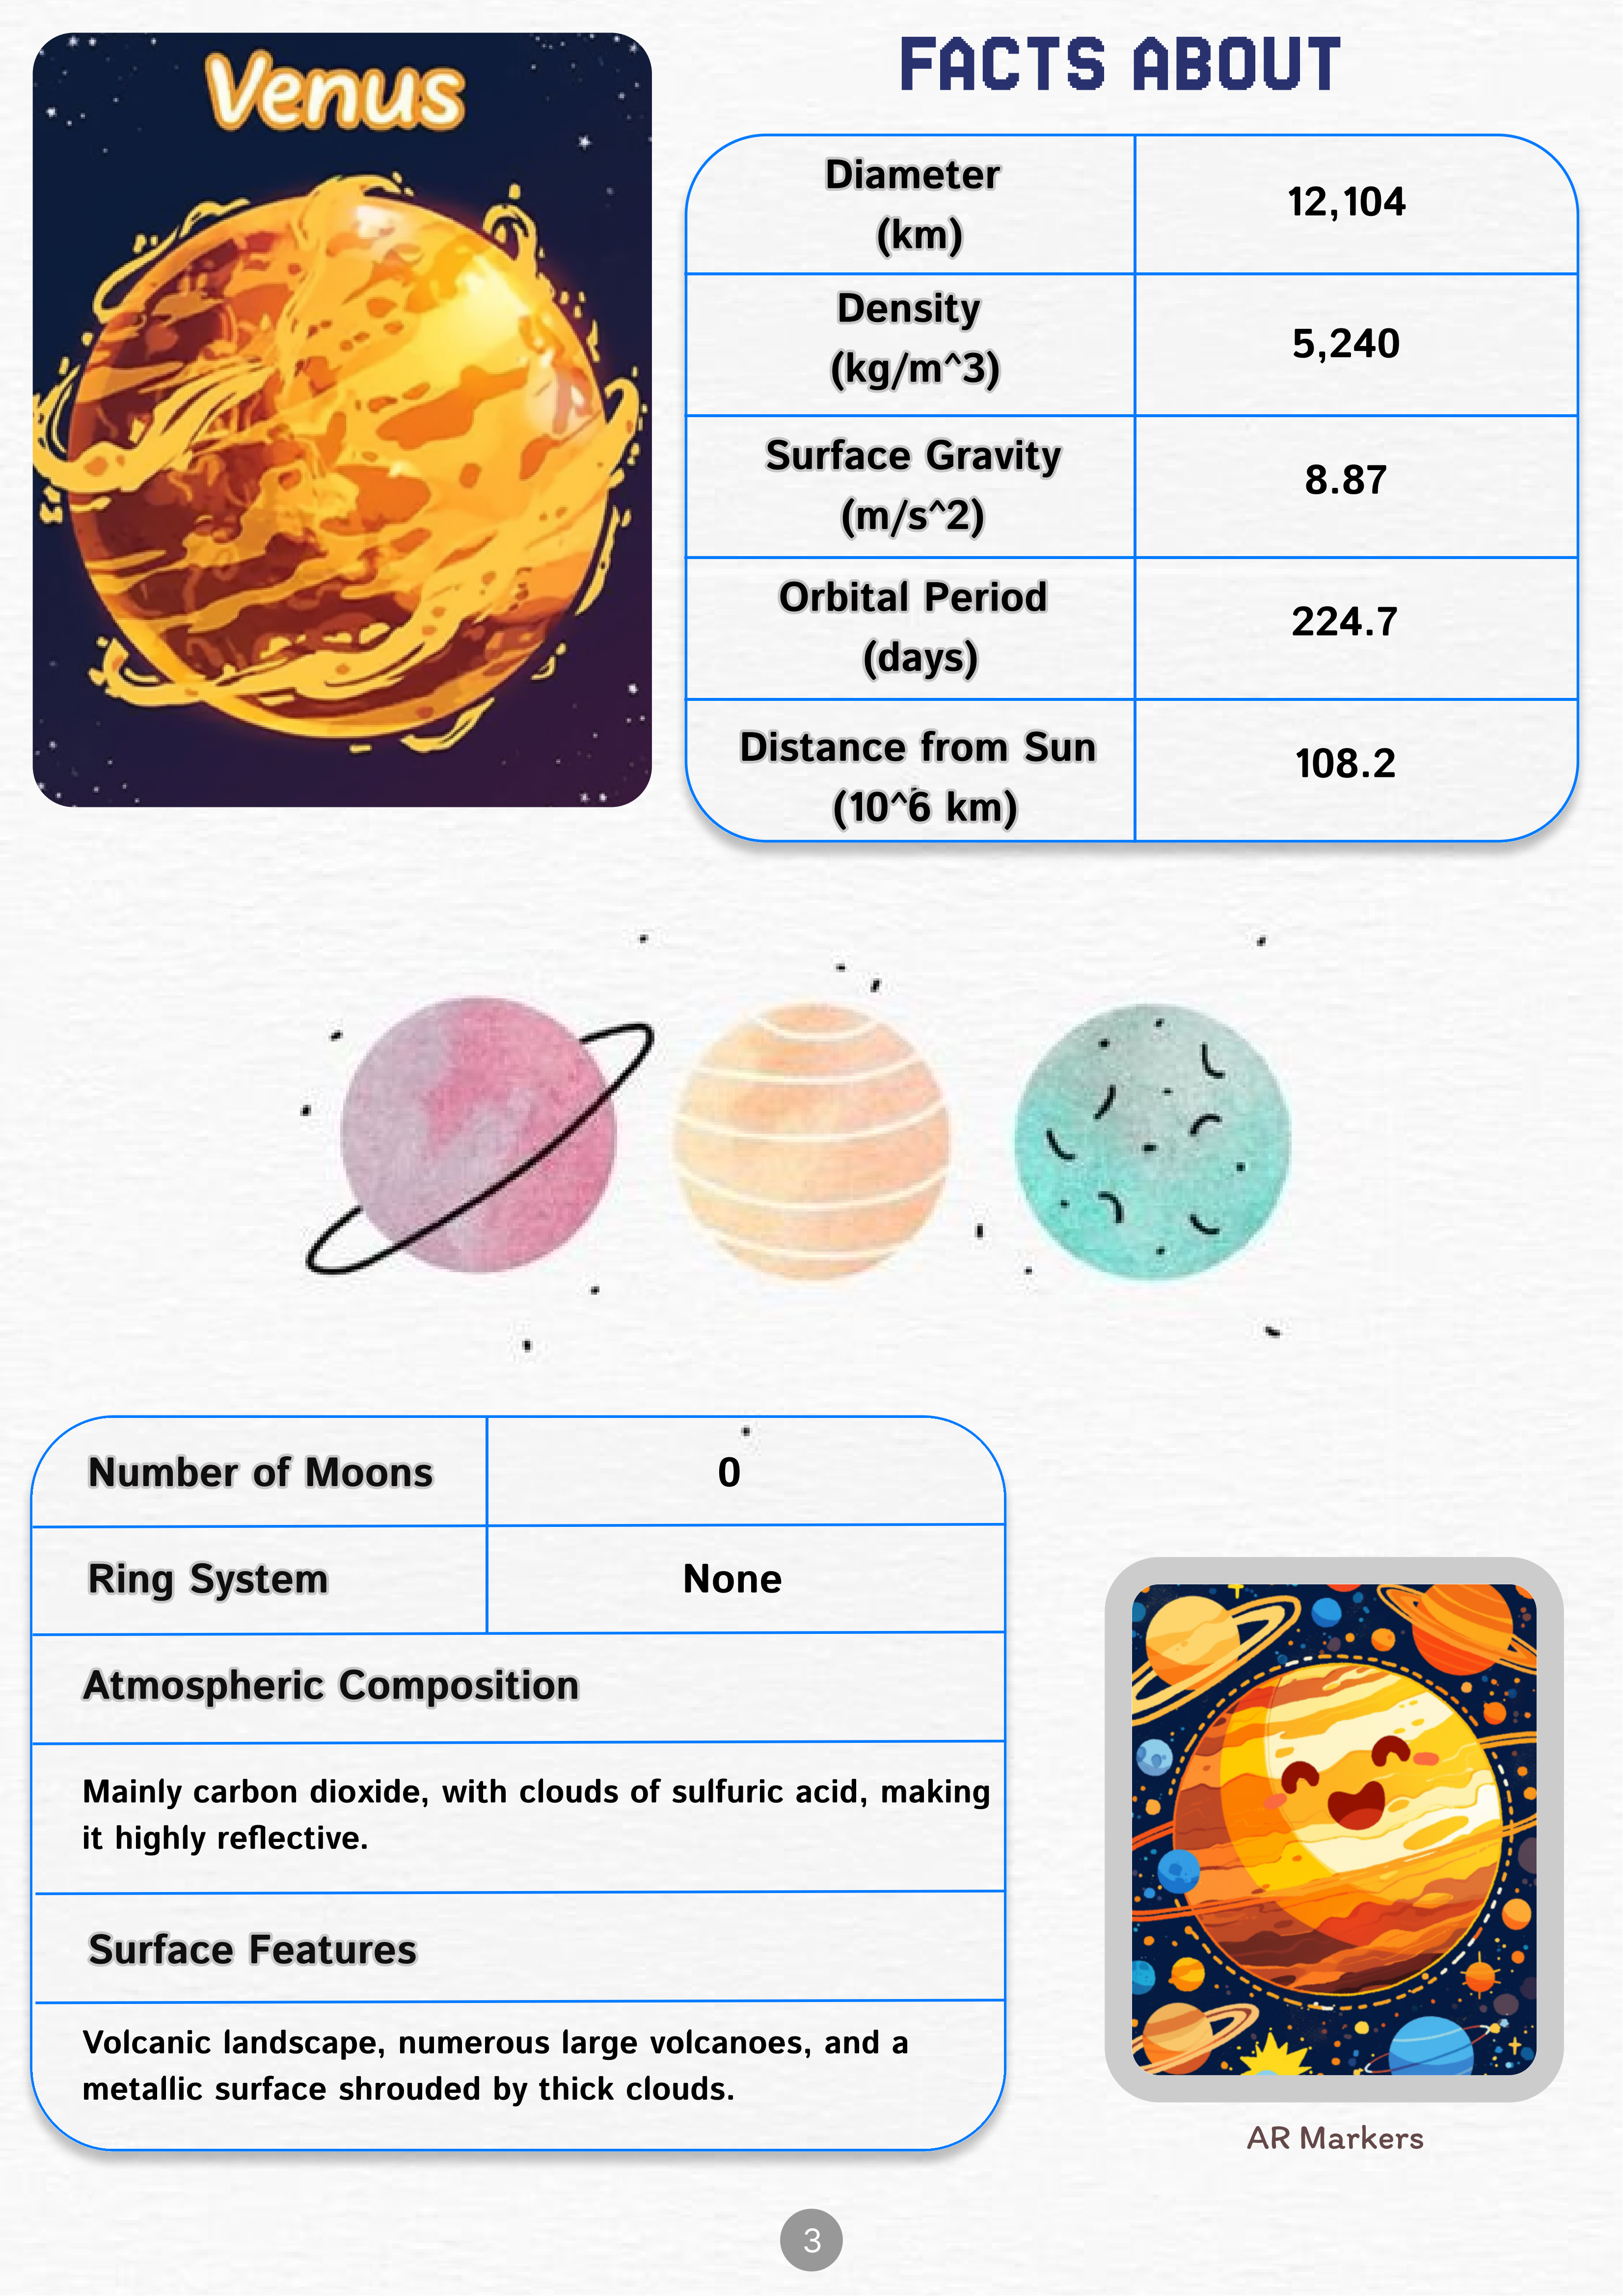 Venus
FACTS ABOUT
Diameter
(km)
12,104
Density
(kg/m^3)
5,240
Surface Gravity
(m/s^2)
8.87
Orbital Period
(days)
224.7
Distance from Sun
(10^6 km)
108.2
Number of Moons
0
Ring System
None
Atmospheric Composition
Mainly carbon dioxide, with clouds of sulfuric acid, making
it highly reflective.
Surface Features
Volcanic landscape, numerous large volcanoes, and a
metallic surface shrouded by thick clouds.
AR Markers
3